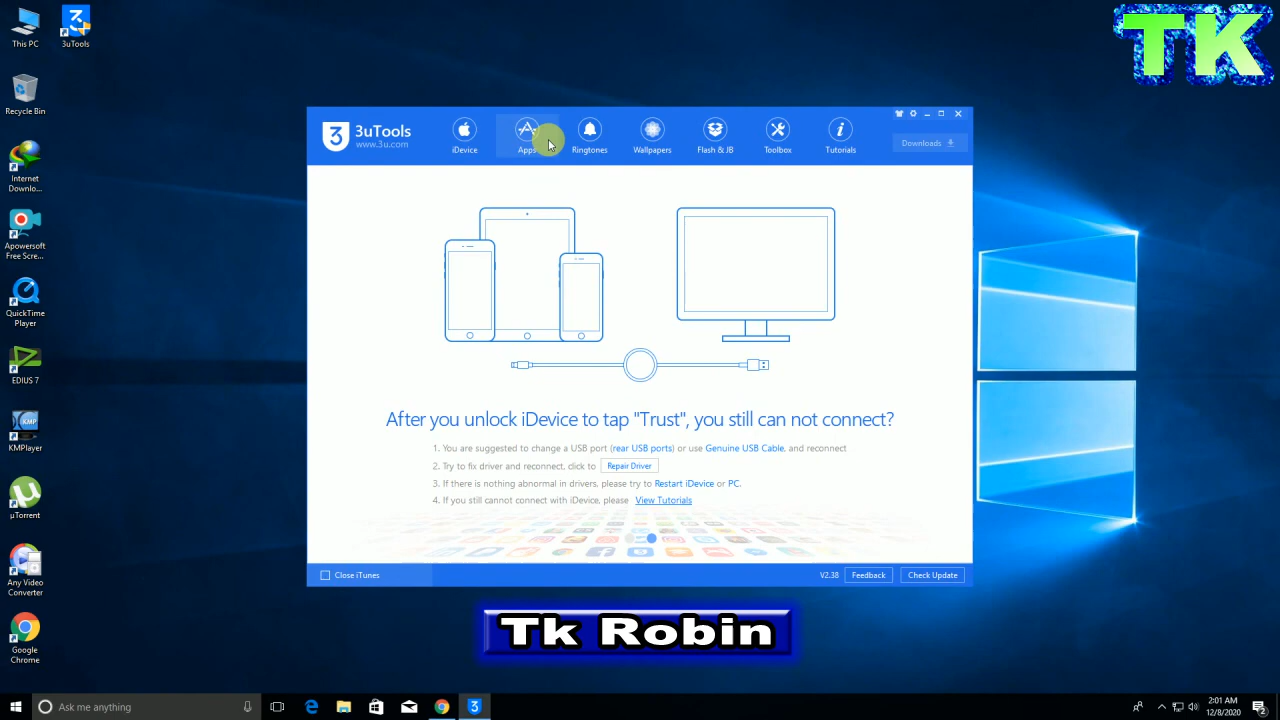 This PC
3uTools
Recycle Bin
Internet
Downlo...
Apowersoft
Free Scre...
QuickTime
Player
EDIUS 7
KMP
KMPlayer
µTorrent
Any Video
Converter
Google
Chrome
TK
3uTools
www.3u.com
iDevice
Apps
Ringtones
Wallpapers
Flash & JB
Toolbox
Tutorials
Downloads
After you unlock iDevice to tap "Trust", you still can not connect?
1. You are suggested to change a USB port (rear USB ports) or use Genuine USB Cable, and reconnect
2. Try to fix driver and reconnect, click to Repair Driver
3. If there is nothing abnormal in drivers, please try to Restart iDevice or PC.
4. If you still cannot connect with iDevice, please View Tutorials
Close iTunes
V2.38
Feedback
Check Update
Tk Robin
Ask me anything
2:01 AM
12/8/2020
2